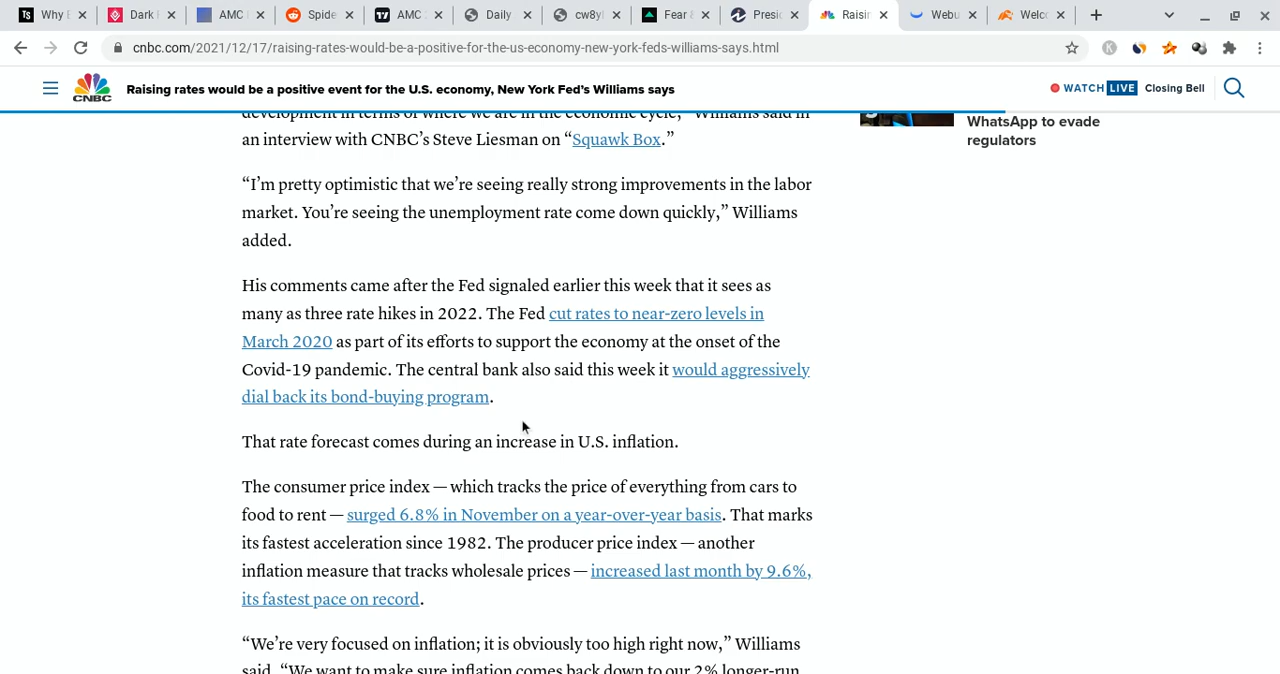 Why E
Dark
AMC
Spide
AMC
Daily
cw8yl
Fear &
Presi
Raisin
Webu
Welc
cnbc.com/2021/12/17/raising-rates-would-be-a-positive-for-the-us-economy-new-york-feds-williams-says.html
CNBC
Raising rates would be a positive event for the U.S. economy, New York Fed's Williams says
WATCH LIVE Closing Bell
development in terms of where we are in the economic cycle," Williams said in
an interview with CNBC's Steve Liesman on “Squawk Box.”
WhatsApp to evade
regulators
“I’m pretty optimistic that we’re seeing really strong improvements in the labor
market. You’re seeing the unemployment rate come down quickly,” Williams
added.
His comments came after the Fed signaled earlier this week that it sees as
many as three rate hikes in 2022. The Fed cut rates to near-zero levels in
March 2020 as part of its efforts to support the economy at the onset of the
Covid-19 pandemic. The central bank also said this week it would aggressively
dial back its bond-buying program.
That rate forecast comes during an increase in U.S. inflation.
The consumer price index — which tracks the price of everything from cars to
food to rent — surged 6.8% in November on a year-over-year basis. That marks
its fastest acceleration since 1982. The producer price index — another
inflation measure that tracks wholesale prices — increased last month by 9.6%,
its fastest pace on record.
“We’re very focused on inflation; it is obviously too high right now,” Williams
said. “We want to make sure inflation comes back down to our 2% longer-run